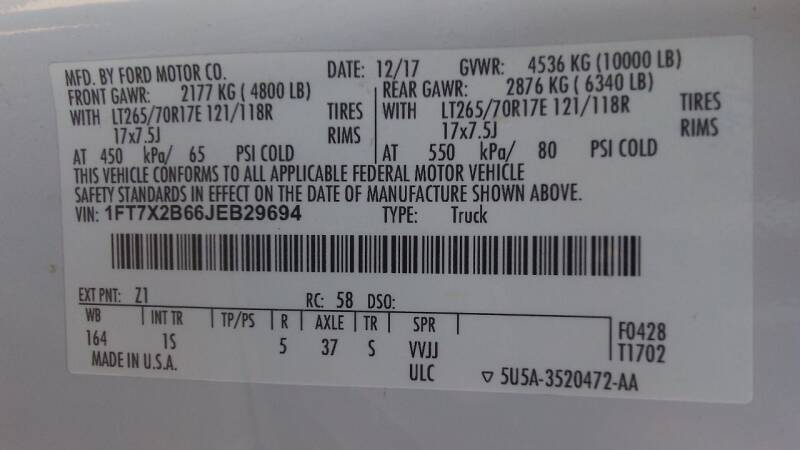 MFD. BY FORD MOTOR CO. DATE: 12/17 GVWR: 4536 KG (10000 LB)
FRONT GAWR: 2177 KG ( 4800 LB) REAR GAWR: 2876 KG ( 6340 LB)
WITH LT265/70R17E 121/118R TIRES WITH LT265/70R17E 121/118R TIRES
17x7.5J RIMS 17x7.5J RIMS
AT 450 kPa/ 65 PSI COLD AT 550 kPa/ 80 PSI COLD
THIS VEHICLE CONFORMS TO ALL APPLICABLE FEDERAL MOTOR VEHICLE
SAFETY STANDARDS IN EFFECT ON THE DATE OF MANUFACTURE SHOWN ABOVE.
VIN: 1FT7X2B66JEB29694 TYPE: Truck
EXT PNT: Z1 RC: 58 DSO:
WB INT TR TP/PS R AXLE TR SPR F0428
164 1S 5 37 S VVJJ T1702
MADE IN U.S.A. ULC ▽ 5U5A-3520472-AA